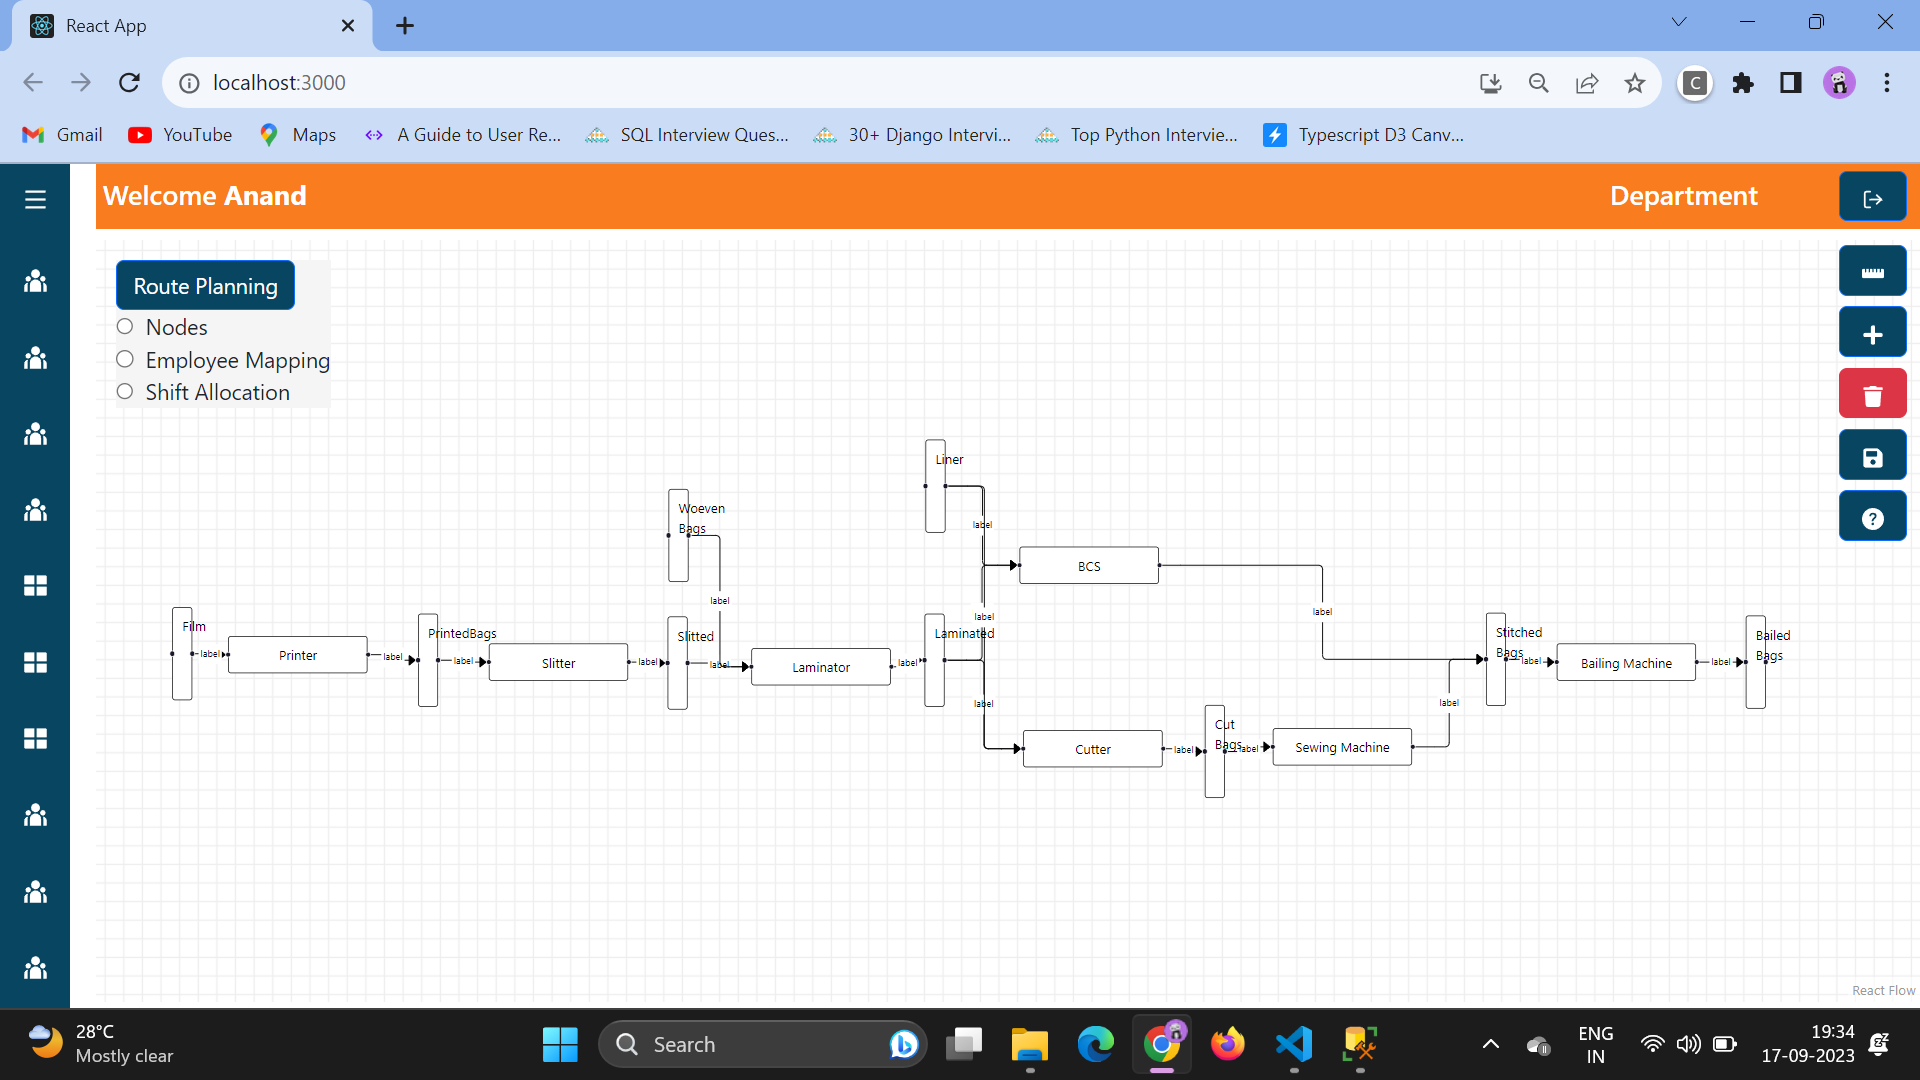 React App
localhost:3000
C
Gmail
YouTube
Maps
A Guide to User Re...
SQL Interview Ques...
30+ Django Intervi...
Top Python Intervie...
Typescript D3 Canv...
Welcome Anand
Department
Route Planning
Nodes
Employee Mapping
Shift Allocation
Liner
label
Woeven
Bags
label
BCS
label
label
Film
label
Printer
label
PrintedBags
label
Slitter
label
Slitted
label
Laminator
label
Laminated
label
Cutter
label
Cut
Bags
label
Sewing Machine
label
Stitched
Bags
label
Bailing Machine
label
Bailed
Bags
React Flow
28°C
Mostly clear
Search
ENG
IN
19:34
17-09-2023